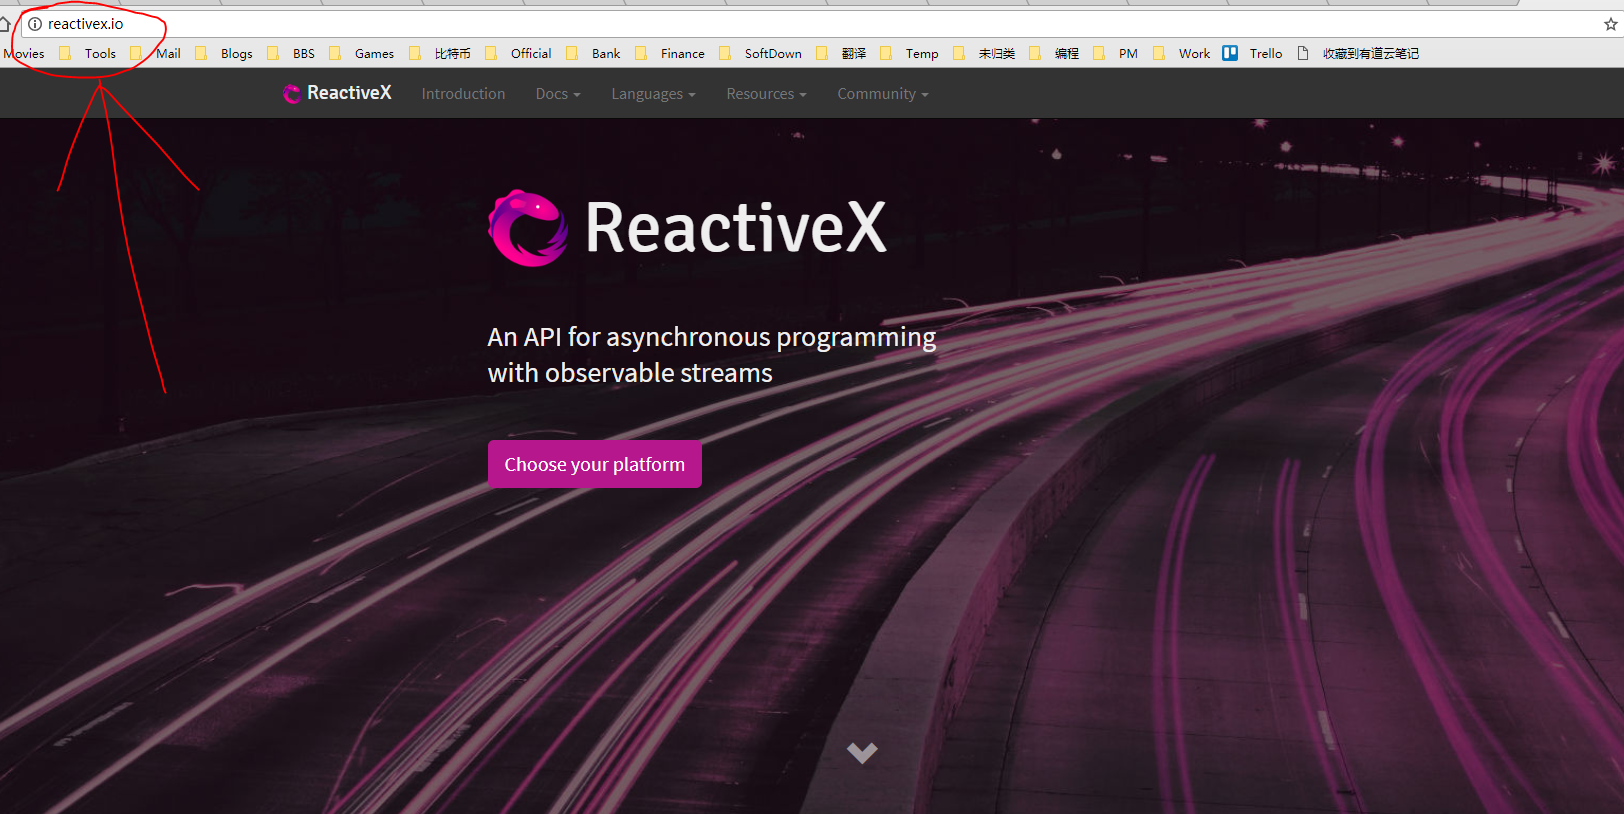 reactivex.io
Movies Tools Mail Blogs BBS Games 比特币 Official Bank Finance SoftDown 翻译 Temp 未归类 编程 PM Work Trello 收藏到有道云笔记
ReactiveX Introduction Docs Languages Resources Community
ReactiveX
An API for asynchronous programming
with observable streams
Choose your platform